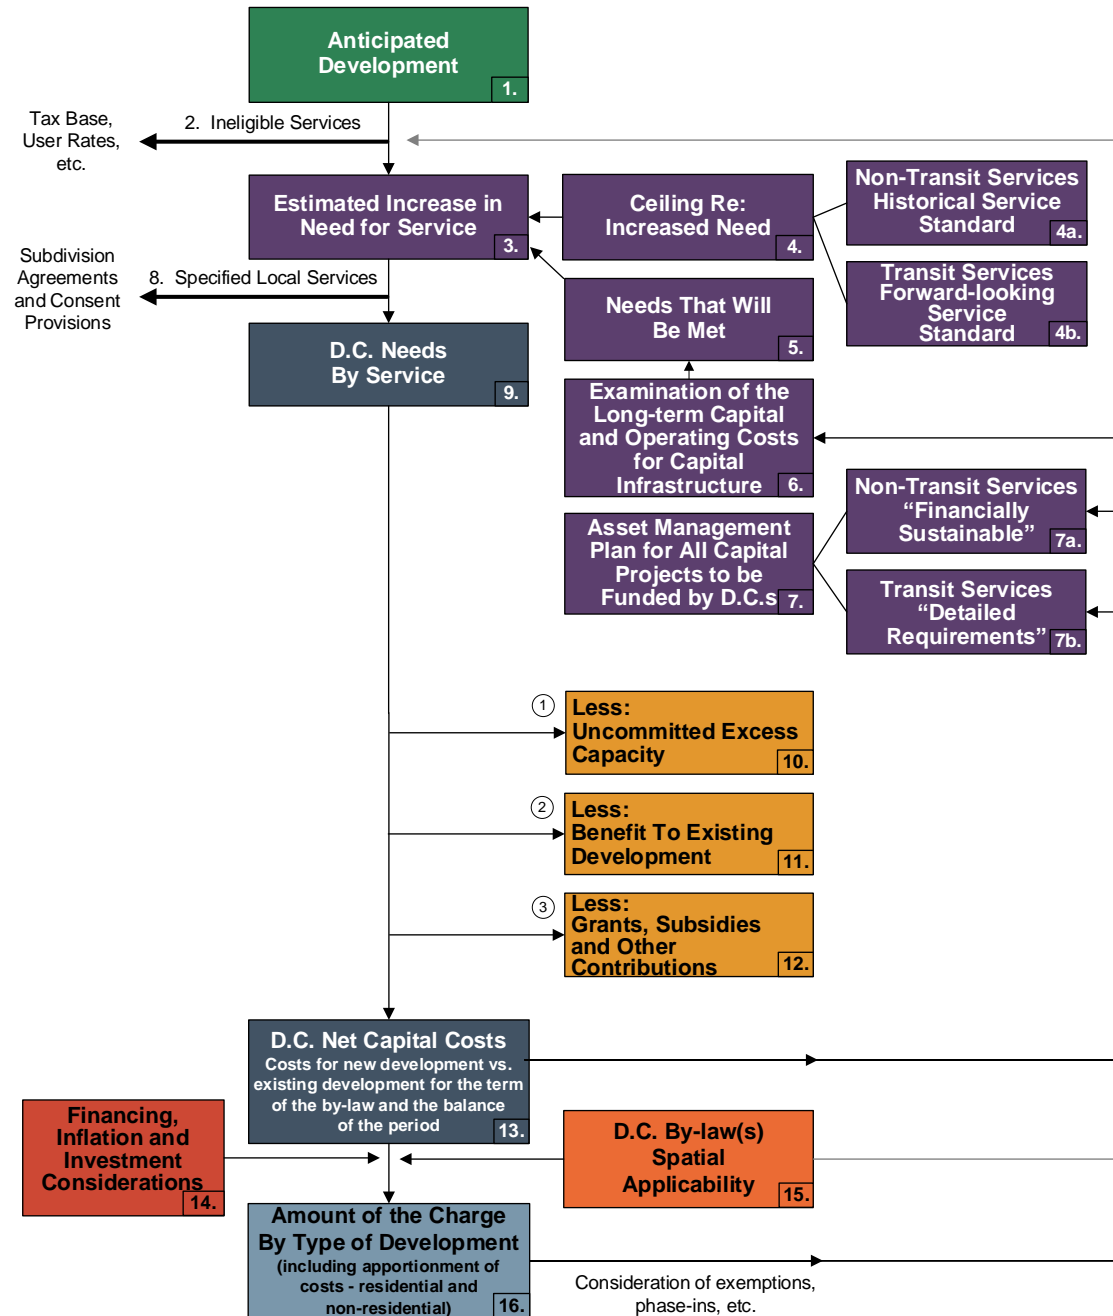 Anticipated
Development
1.
Tax Base,
User Rates,
etc.
2. Ineligible Services
Estimated Increase in
Need for Service
3.
Ceiling Re:
Increased Need
4.
Non-Transit Services
Historical Service
Standard
4a.
Transit Services
Forward-looking
Service
Standard
4b.
Subdivision
Agreements
and Consent
Provisions
8. Specified Local Services
Needs That Will
Be Met
5.
D.C. Needs
By Service
9.
Examination of the
Long-term Capital
and Operating Costs
for Capital
Infrastructure
6.
Asset Management
Plan for All Capital
Projects to be
Funded by D.C.s
7.
Non-Transit Services
“Financially
Sustainable”
7a.
Transit Services
“Detailed
Requirements”
7b.
1
Less:
Uncommitted Excess
Capacity
10.
2
Less:
Benefit To Existing
Development
11.
3
Less:
Grants, Subsidies
and Other
Contributions
12.
D.C. Net Capital Costs
Costs for new development vs.
existing development for the term
of the by-law and the balance
of the period
13.
Financing,
Inflation and
Investment
Considerations
14.
D.C. By-law(s)
Spatial
Applicability
15.
Amount of the Charge
By Type of Development
(including apportionment of
costs - residential and
non-residential)
16.
Consideration of exemptions,
phase-ins, etc.